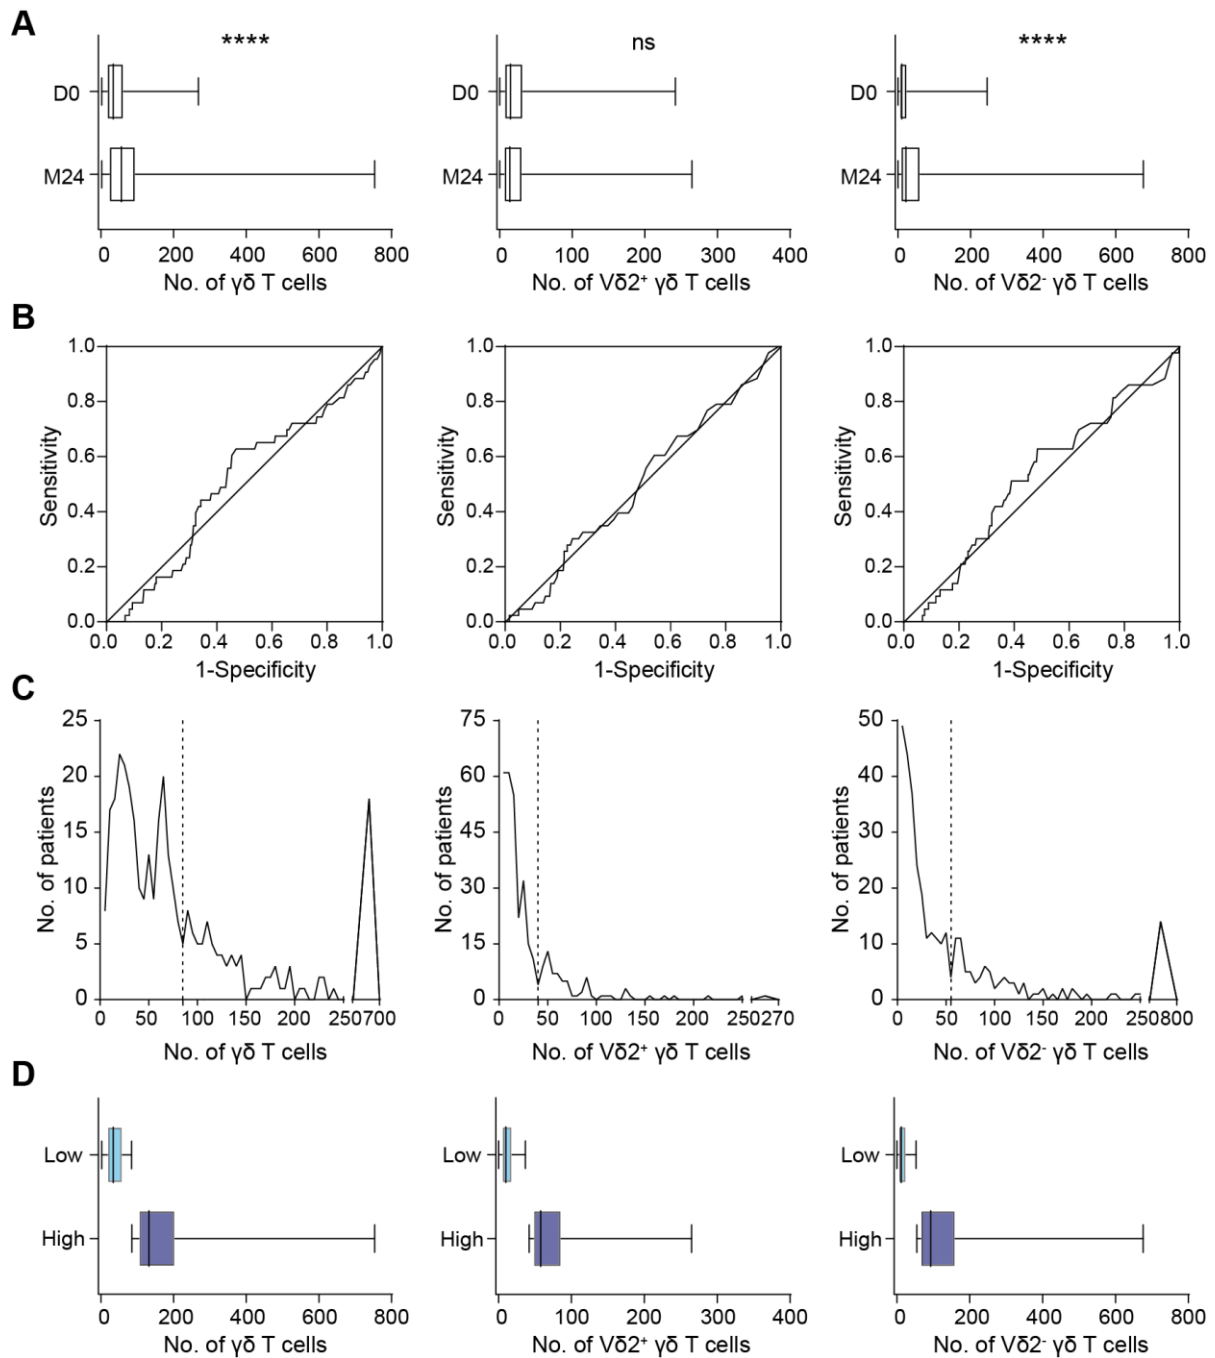 A
**** ns ****
D0 D0 D0
M24 M24 M24
0 200 400 600 800 0 100 200 300 400 0 200 400 600 800
No. of γδ T cells No. of Vδ2⁺ γδ T cells No. of Vδ2⁻ γδ T cells
B
1.0 1.0 1.0
0.8 0.8 0.8
0.6 0.6 0.6
Sensitivity Sensitivity Sensitivity
0.4 0.4 0.4
0.2 0.2 0.2
0.0 0.0 0.0
0.0 0.2 0.4 0.6 0.8 1.0 0.0 0.2 0.4 0.6 0.8 1.0 0.0 0.2 0.4 0.6 0.8 1.0
1-Specificity 1-Specificity 1-Specificity
C
25 75 50
20 60 40
15 45 30
No. of patients No. of patients No. of patients
10 30 20
5 15 10
0 0 0
0 50 100 150 200 250700 0 50 100 150 200 250270 0 50 100 150 200 250800
No. of γδ T cells No. of Vδ2⁺ γδ T cells No. of Vδ2⁻ γδ T cells
D
Low Low Low
High High High
0 200 400 600 800 0 100 200 300 400 0 200 400 600 800
No. of γδ T cells No. of Vδ2⁺ γδ T cells No. of Vδ2⁻ γδ T cells